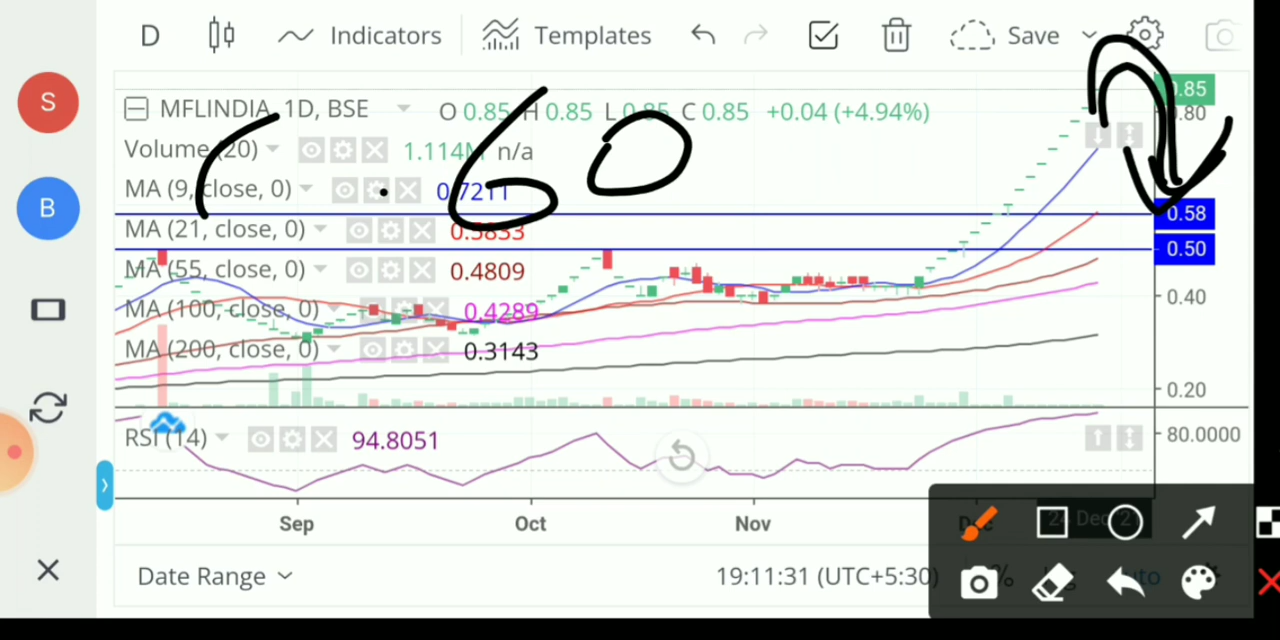 D Indicators Templates Save
S
B
MFLINDIA, 1D, BSE O 0.85 H 0.85 L 0.85 C 0.85 +0.04 (+4.94%)
Volume (20) 1.114M n/a
MA (9, close, 0) 0.7211
MA (21, close, 0) 0.5833
MA (55, close, 0) 0.4809
MA (100, close, 0) 0.4289
MA (200, close, 0) 0.3143
.60
0.85
0.80
0.58
0.50
0.40
0.20
RSI (14) 94.8051
80.0000
Sep Oct Nov Dec
Date Range 19:11:31 (UTC+5:30) %